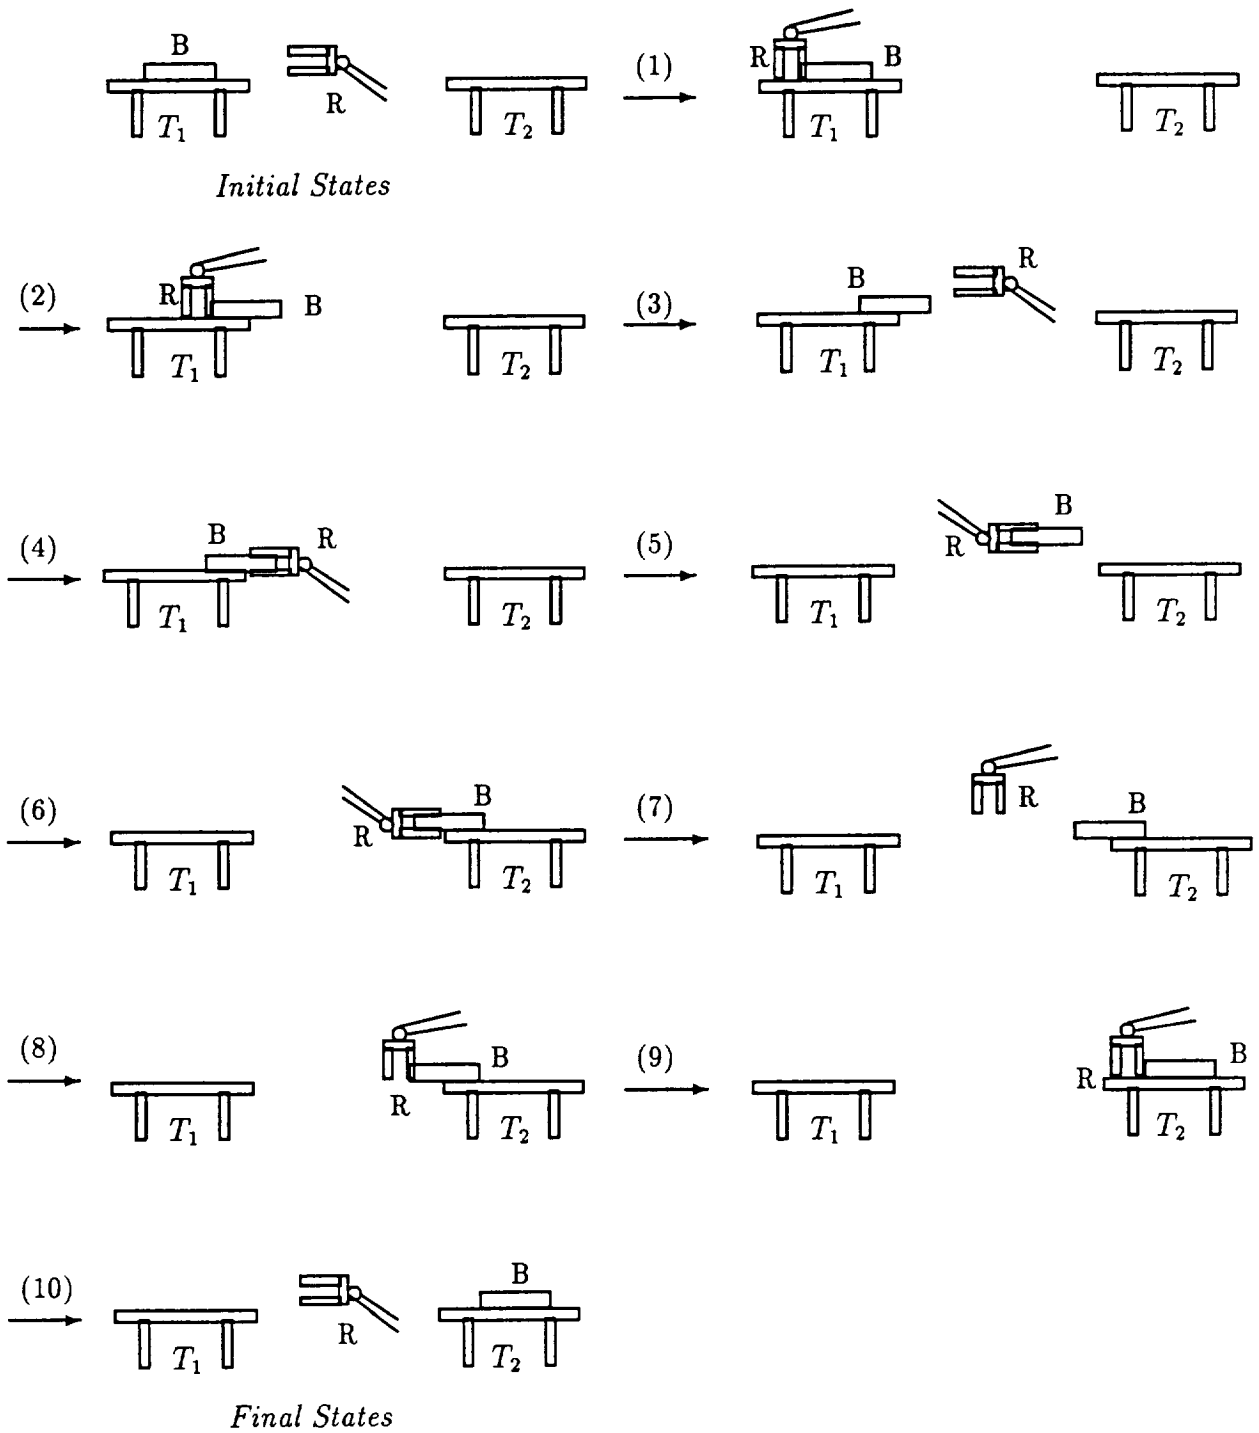 B
R
T₁ T₂
(1)
R B
T₁ T₂
Initial States
(2)
R B
T₁ T₂
(3)
B R
T₁ T₂
(4)
B R
T₁ T₂
(5)
R B
T₁ T₂
(6)
R B
T₁ T₂
(7)
R B
T₁ T₂
(8)
B
R
T₁ T₂
(9)
R B
T₁ T₂
(10)
B
R
T₁ T₂
Final States